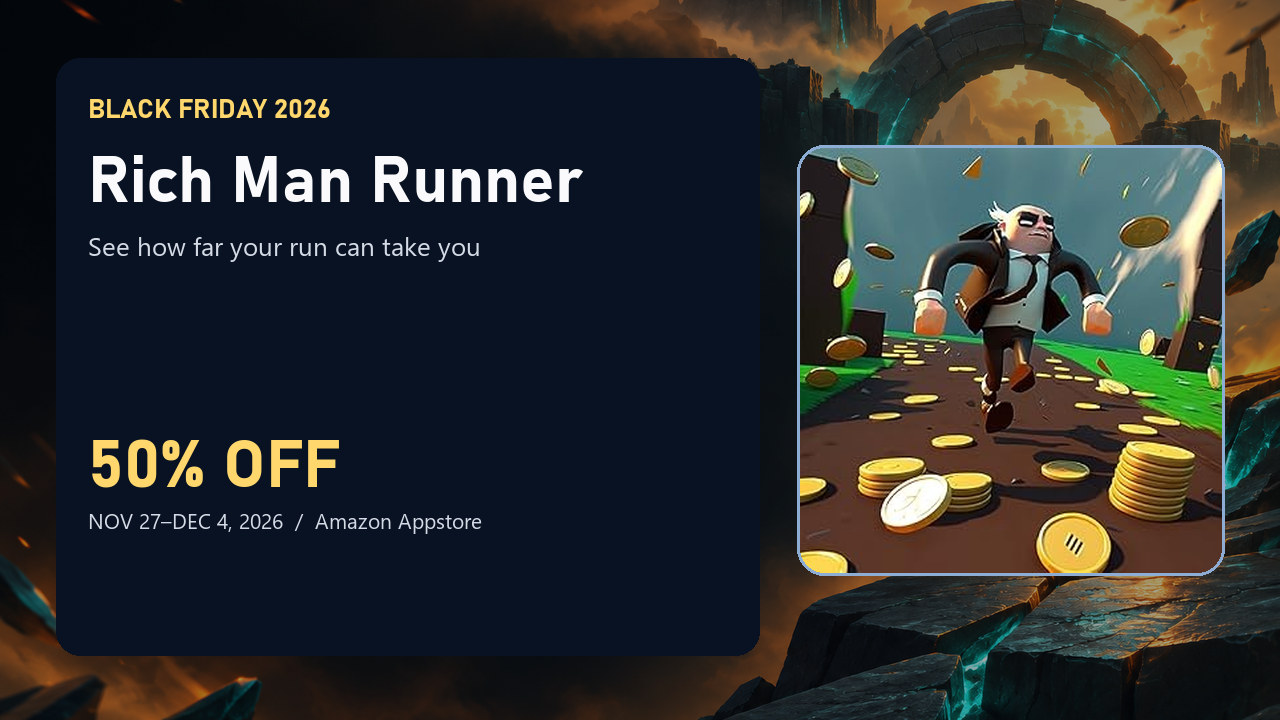 BLACK FRIDAY 2026
Rich Man Runner
See how far your run can take you
50% OFF
NOV 27–DEC 4, 2026 / Amazon Appstore